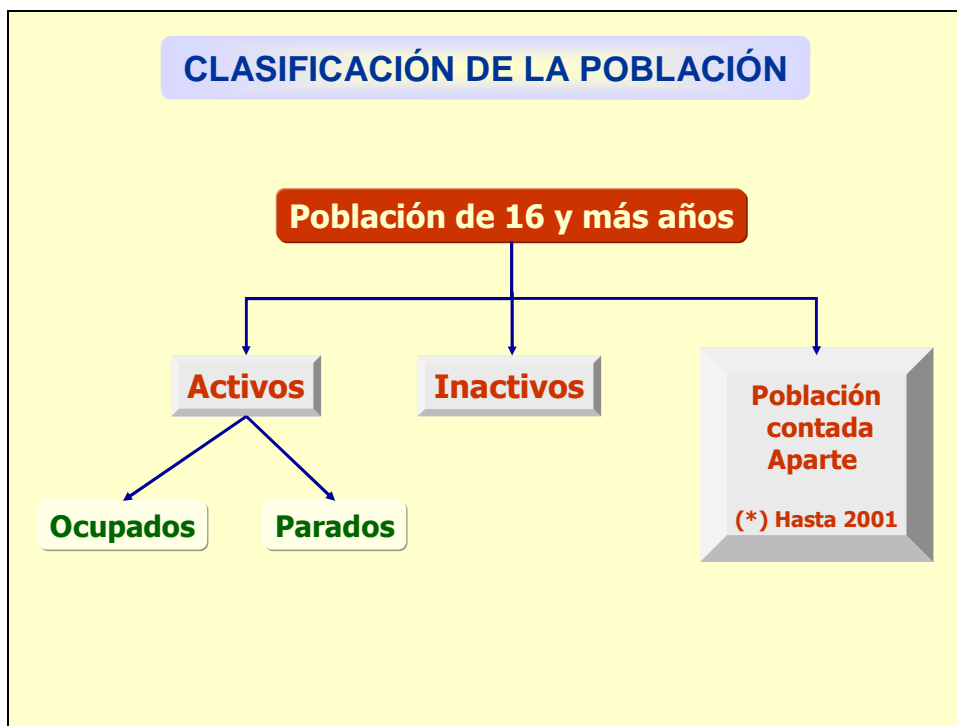 CLASIFICACIÓN DE LA POBLACIÓN
Población de 16 y más años
Activos
Inactivos
Población
contada
Aparte
(*) Hasta 2001
Ocupados
Parados